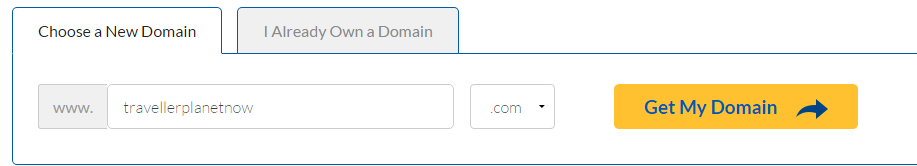 Choose a New Domain I Already Own a Domain
www. travellerplanetnow .com Get My Domain